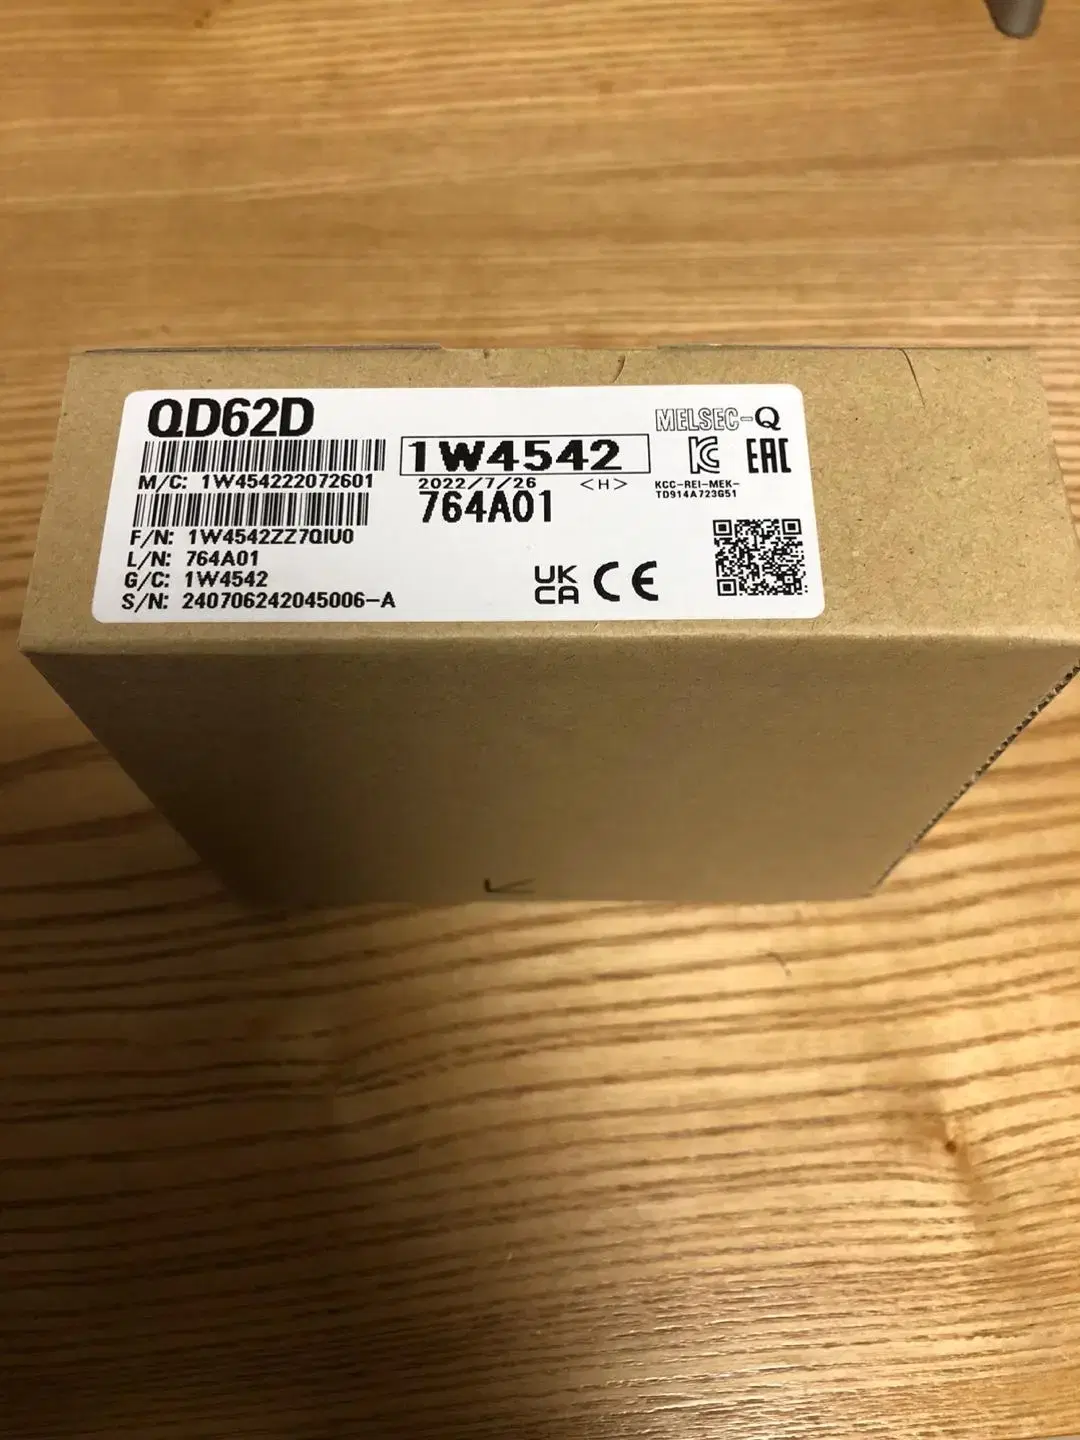 QD62D
MELSEC-Q
1W4542
M/C: 1W454222072601
2022/7/26 <H>
764A01
KCC-REI-MEK-
TD914A723G51
EAC
F/N: 1W4542ZZ7QIU0
L/N: 764A01
G/C: 1W4542
S/N: 240706242045006-A
UK
CA
CE